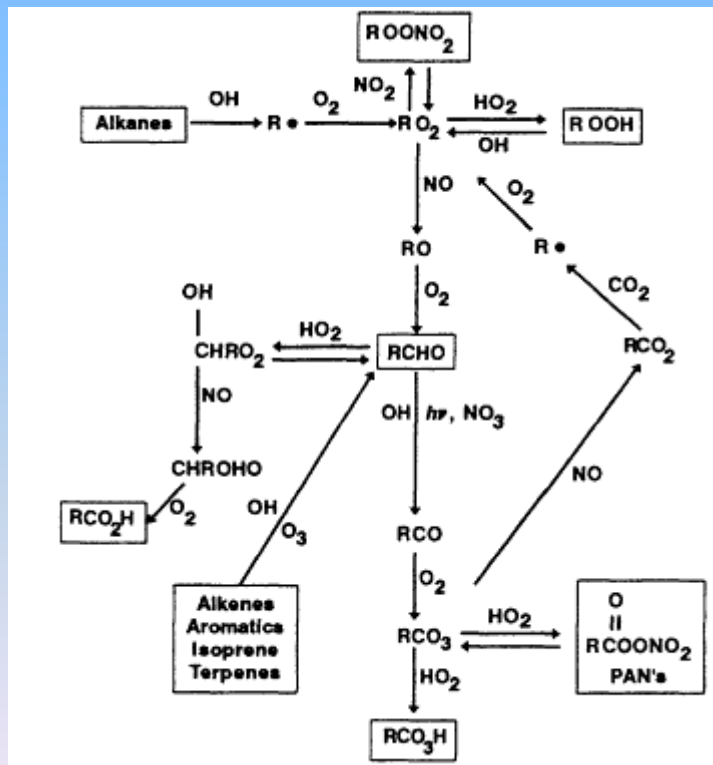 ROONO₂
NO₂
OH
O₂
HO₂
Alkanes
R•
RO₂
ROOH
OH
NO
O₂
RO
R•
OH
O₂
CO₂
HO₂
CHRO₂
RCHO
RCO₂
NO
OH hν, NO₃
CHROHO
NO
OH
RCO₂H
O₂
O₃
RCO
Alkenes
O₂
O
Aromatics
HO₂
||
Isoprene
RCO₃
RCOONO₂
Terpenes
HO₂
PAN's
RCO₃H